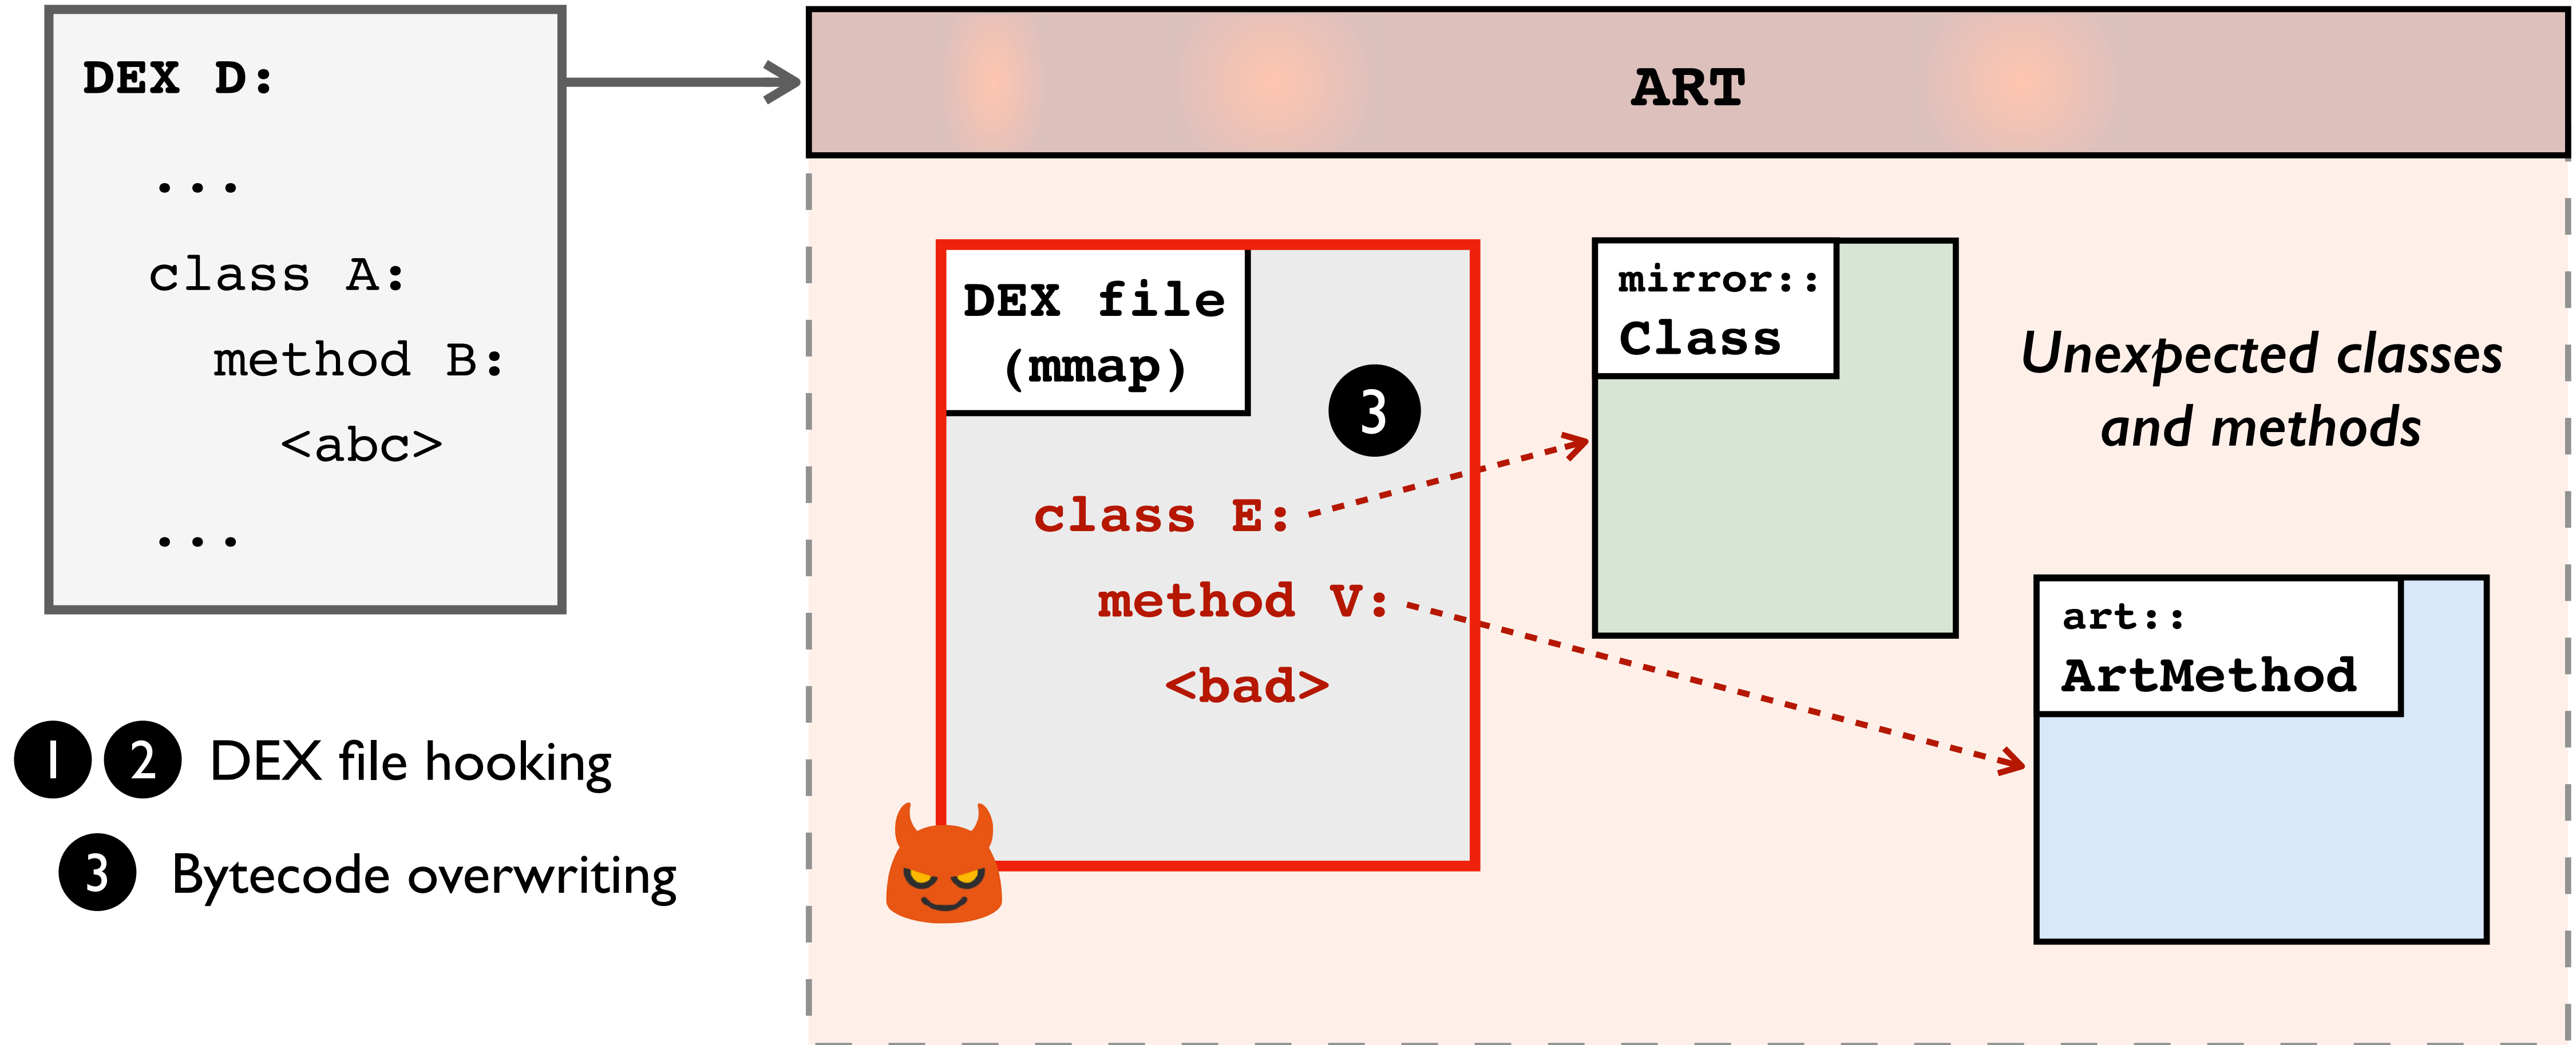 DEX D:
...
class A:
method B:
<abc>
...
1 2 DEX file hooking
3 Bytecode overwriting
ART
DEX file
(mmap)
3
class E:
method V:
<bad>
mirror::
Class
Unexpected classes
and methods
art::
ArtMethod